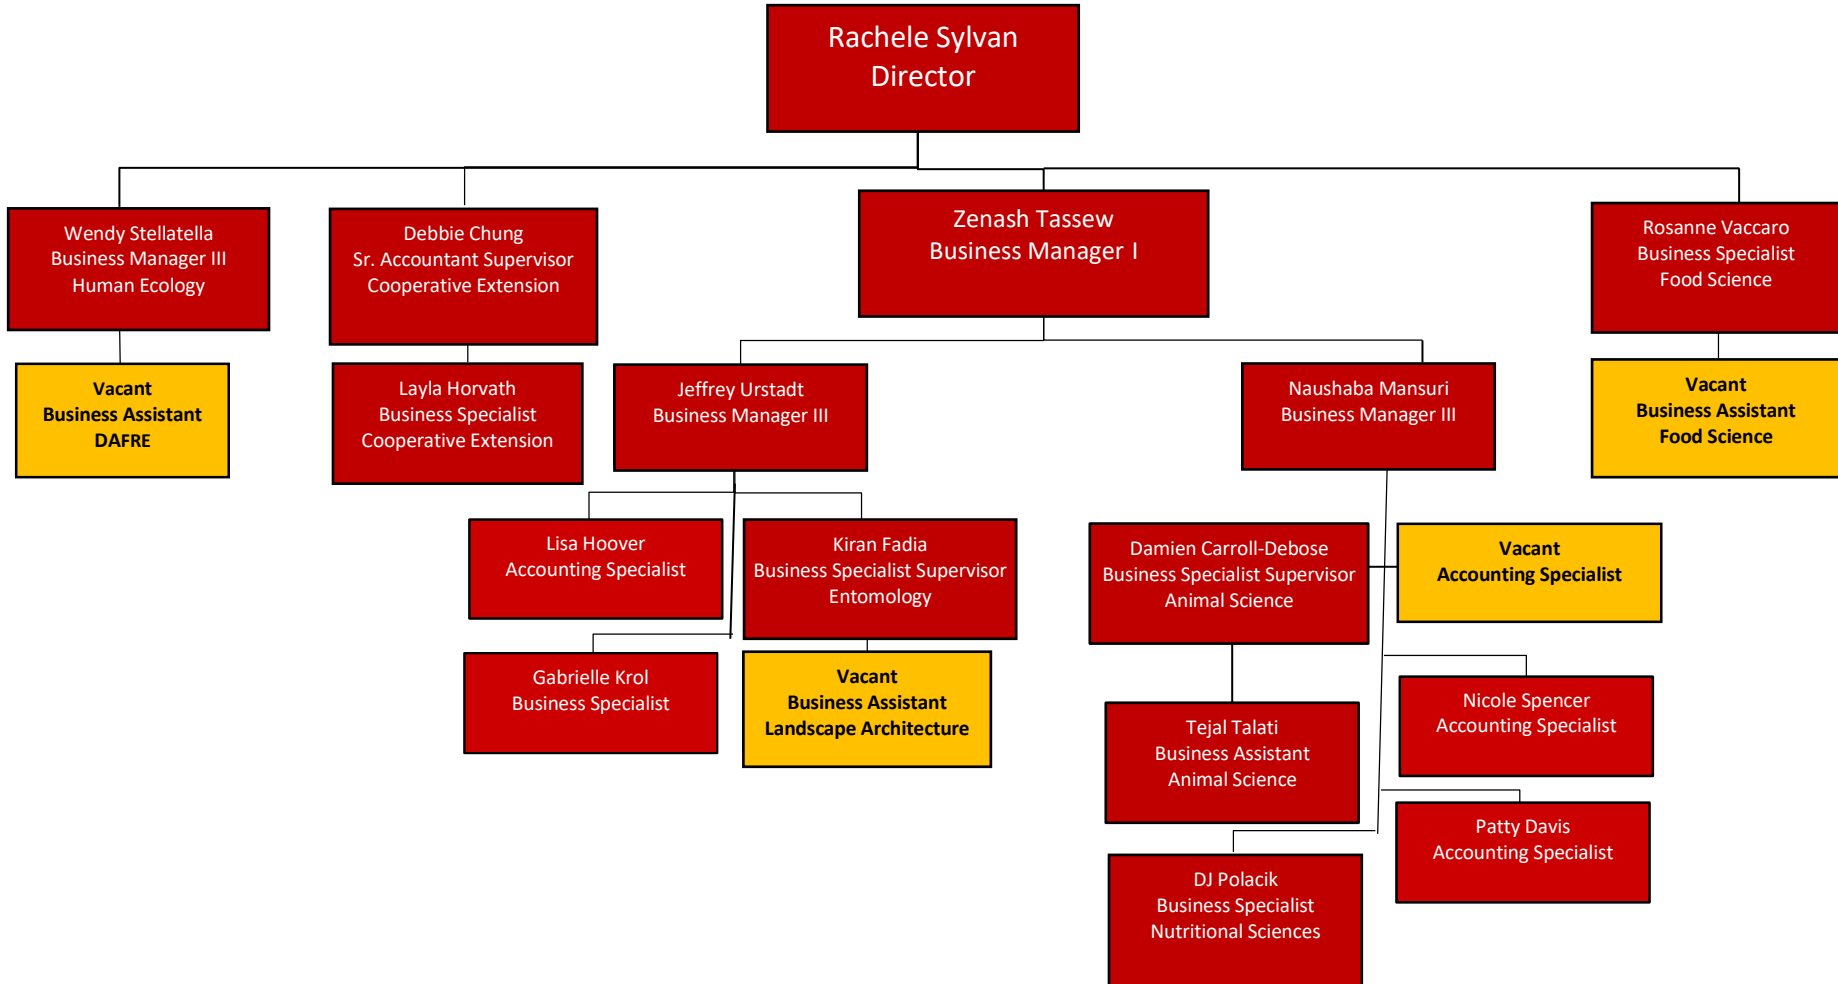 Rachele Sylvan
Director
Wendy Stellatella
Business Manager III
Human Ecology
Debbie Chung
Sr. Accountant Supervisor
Cooperative Extension
Zenash Tassew
Business Manager I
Rosanne Vaccaro
Business Specialist
Food Science
Vacant
Business Assistant
DAFRE
Layla Horvath
Business Specialist
Cooperative Extension
Jeffrey Urstadt
Business Manager III
Naushaba Mansuri
Business Manager III
Vacant
Business Assistant
Food Science
Lisa Hoover
Accounting Specialist
Kiran Fadia
Business Specialist Supervisor
Entomology
Damien Carroll-Debose
Business Specialist Supervisor
Animal Science
Vacant
Accounting Specialist
Gabrielle Krol
Business Specialist
Vacant
Business Assistant
Landscape Architecture
Tejal Talati
Business Assistant
Animal Science
Nicole Spencer
Accounting Specialist
DJ Polacik
Business Specialist
Nutritional Sciences
Patty Davis
Accounting Specialist